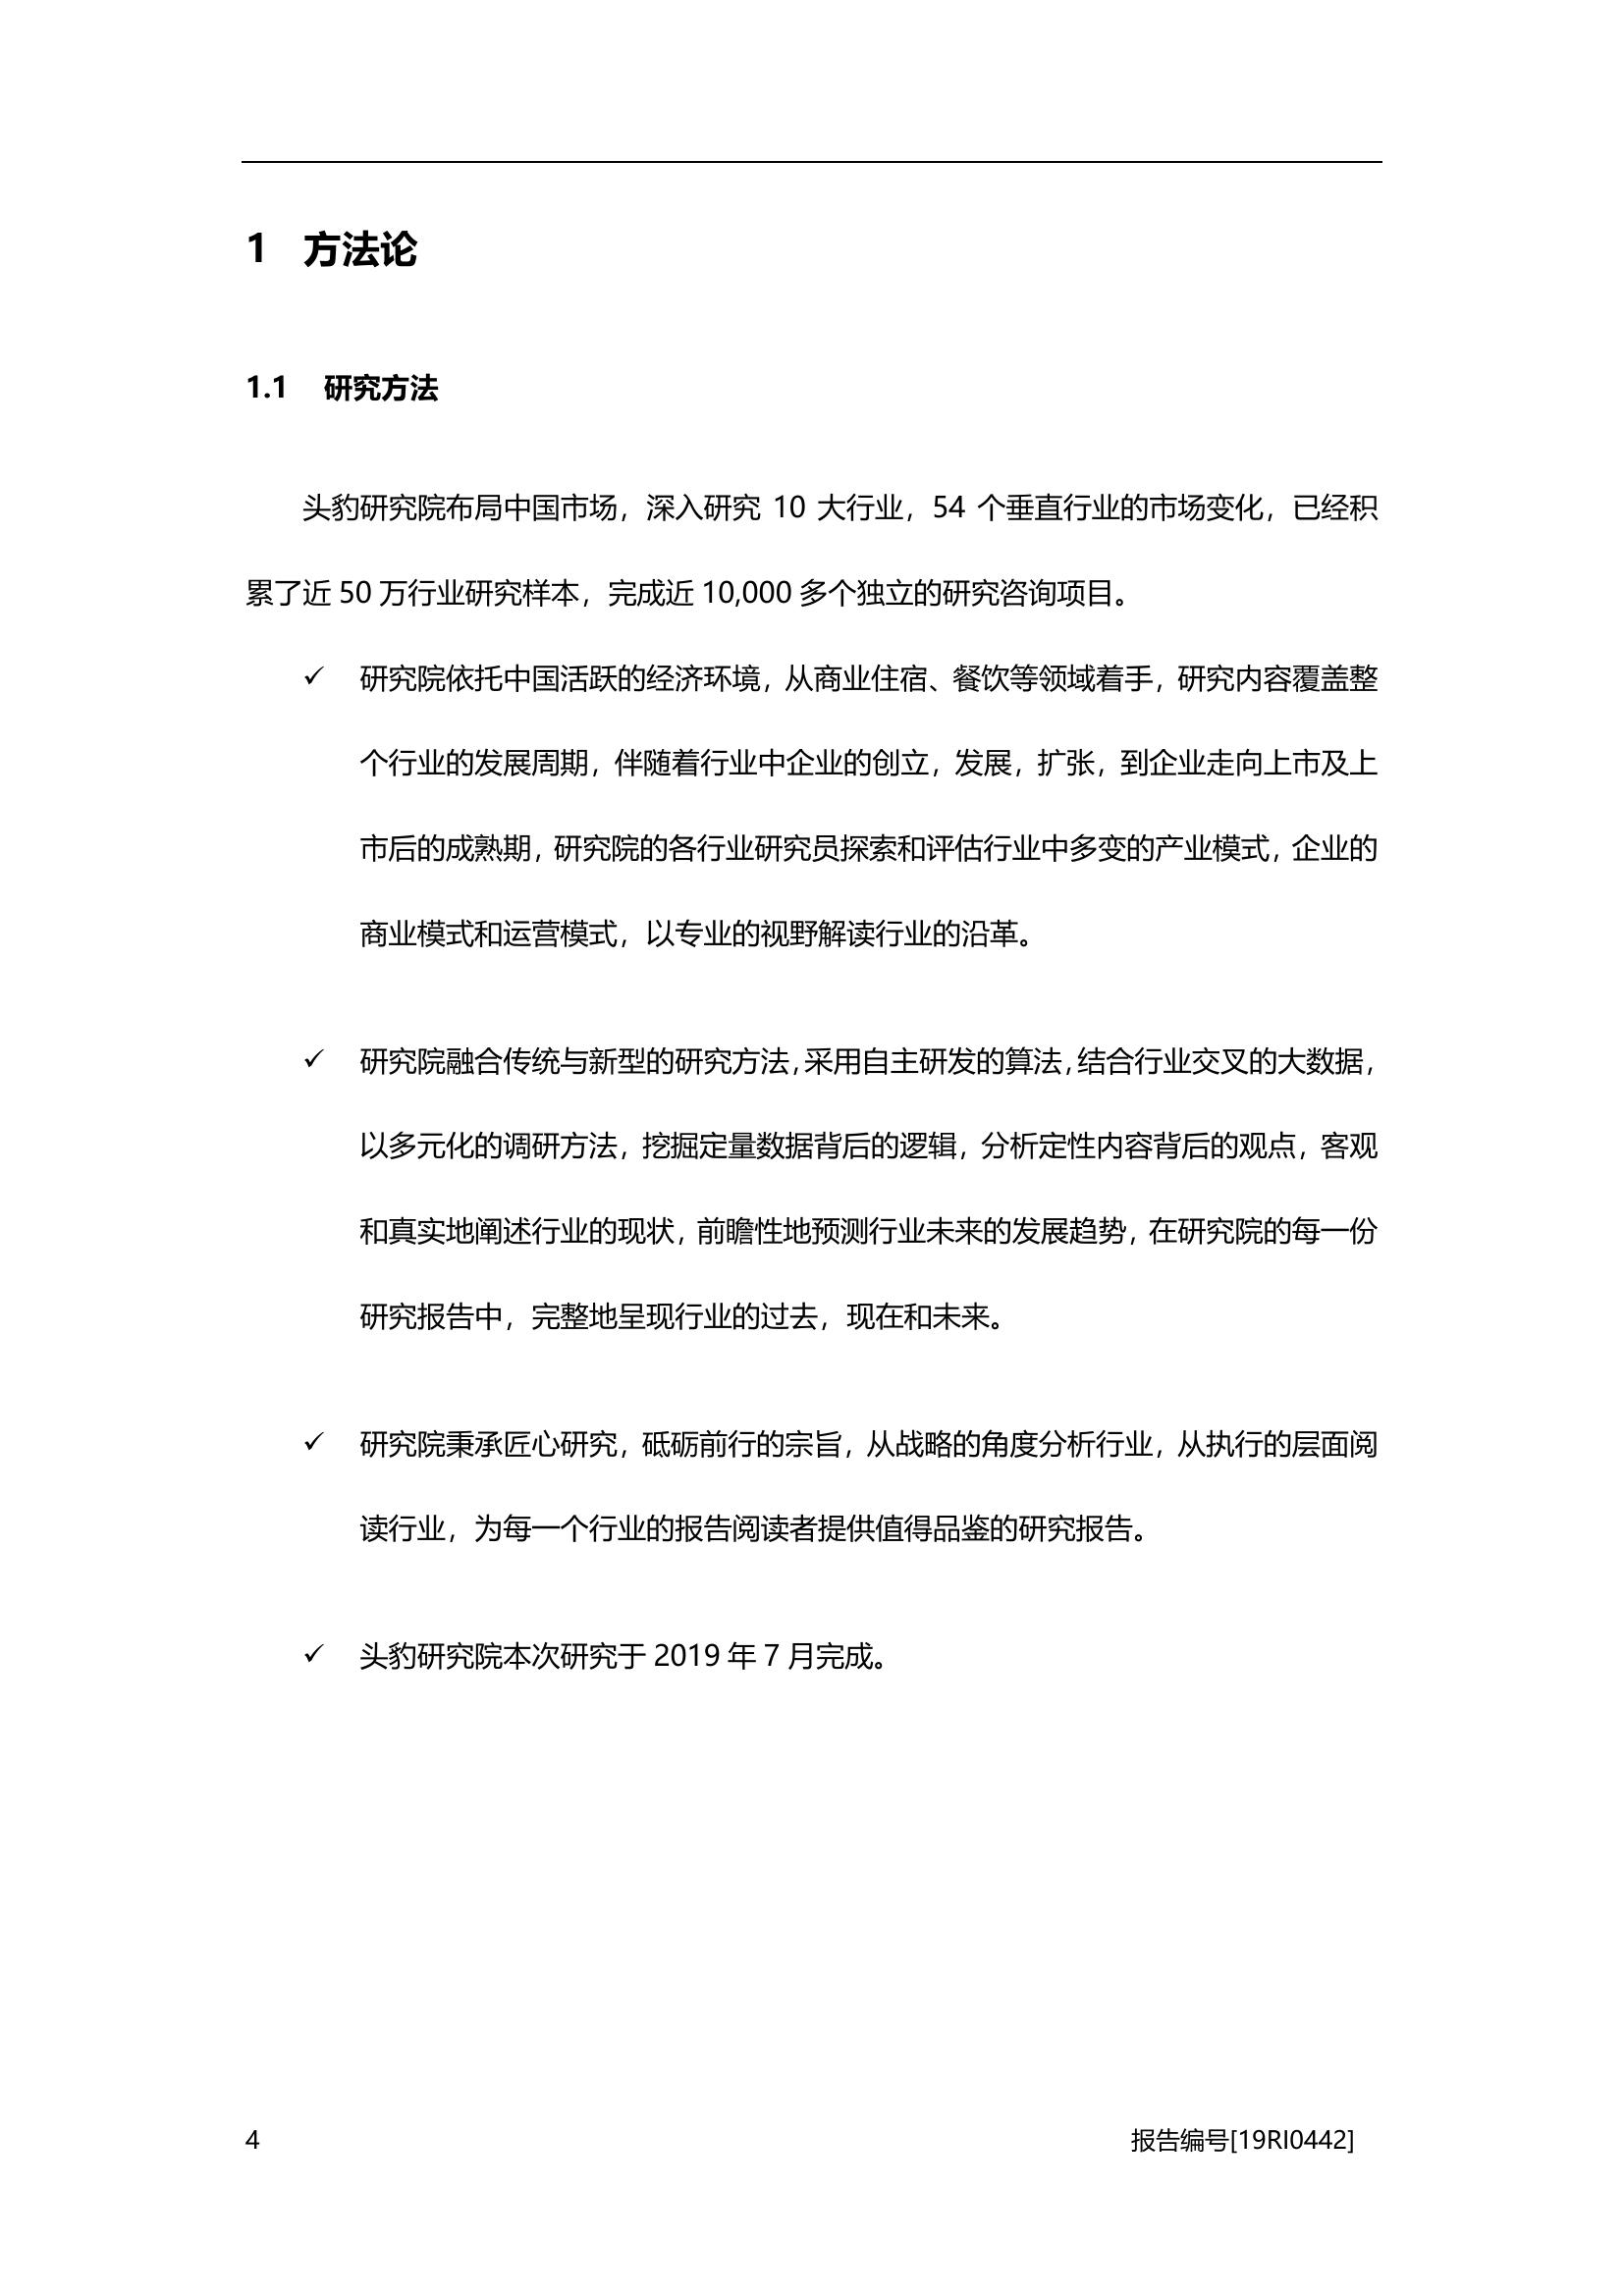 1 方法论
1.1 研究方法
头豹研究院布局中国市场，深入研究 10 大行业，54 个垂直行业的市场变化，已经积
累了近 50 万行业研究样本，完成近 10,000 多个独立的研究咨询项目。
✓ 研究院依托中国活跃的经济环境，从商业住宿、餐饮等领域着手，研究内容覆盖整
个行业的发展周期，伴随着行业中企业的创立，发展，扩张，到企业走向上市及上
市后的成熟期，研究院的各行业研究员探索和评估行业中多变的产业模式，企业的
商业模式和运营模式，以专业的视野解读行业的沿革。
✓ 研究院融合传统与新型的研究方法，采用自主研发的算法，结合行业交叉的大数据，
以多元化的调研方法，挖掘定量数据背后的逻辑，分析定性内容背后的观点，客观
和真实地阐述行业的现状，前瞻性地预测行业未来的发展趋势，在研究院的每一份
研究报告中，完整地呈现行业的过去，现在和未来。
✓ 研究院秉承匠心研究，砥砺前行的宗旨，从战略的角度分析行业，从执行的层面阅
读行业，为每一个行业的报告阅读者提供值得品鉴的研究报告。
✓ 头豹研究院本次研究于 2019 年 7 月完成。
4 报告编号[19RI0442]